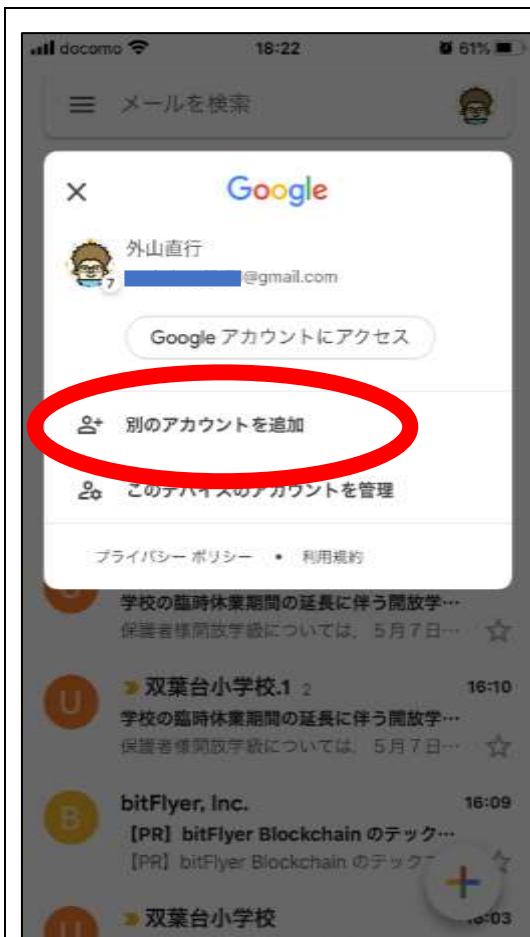 docomo 18:22 61%
メールを検索
Google
外山直行
7
@gmail.com
Google アカウントにアクセス
別のアカウントを追加
このデバイスのアカウントを管理
プライバシー ポリシー • 利用規約
U
学校の臨時休業期間の延長に伴う開放学…
保護者様開放学級については、5月7日…
U
双葉台小学校.1 2 16:10
学校の臨時休業期間の延長に伴う開放学…
保護者様開放学級については、5月7日…
B
bitFlyer, Inc. 16:09
[PR] bitFlyer Blockchain のテック…
[PR] bitFlyer Blockchain のテック
U
双葉台小学校 16:03